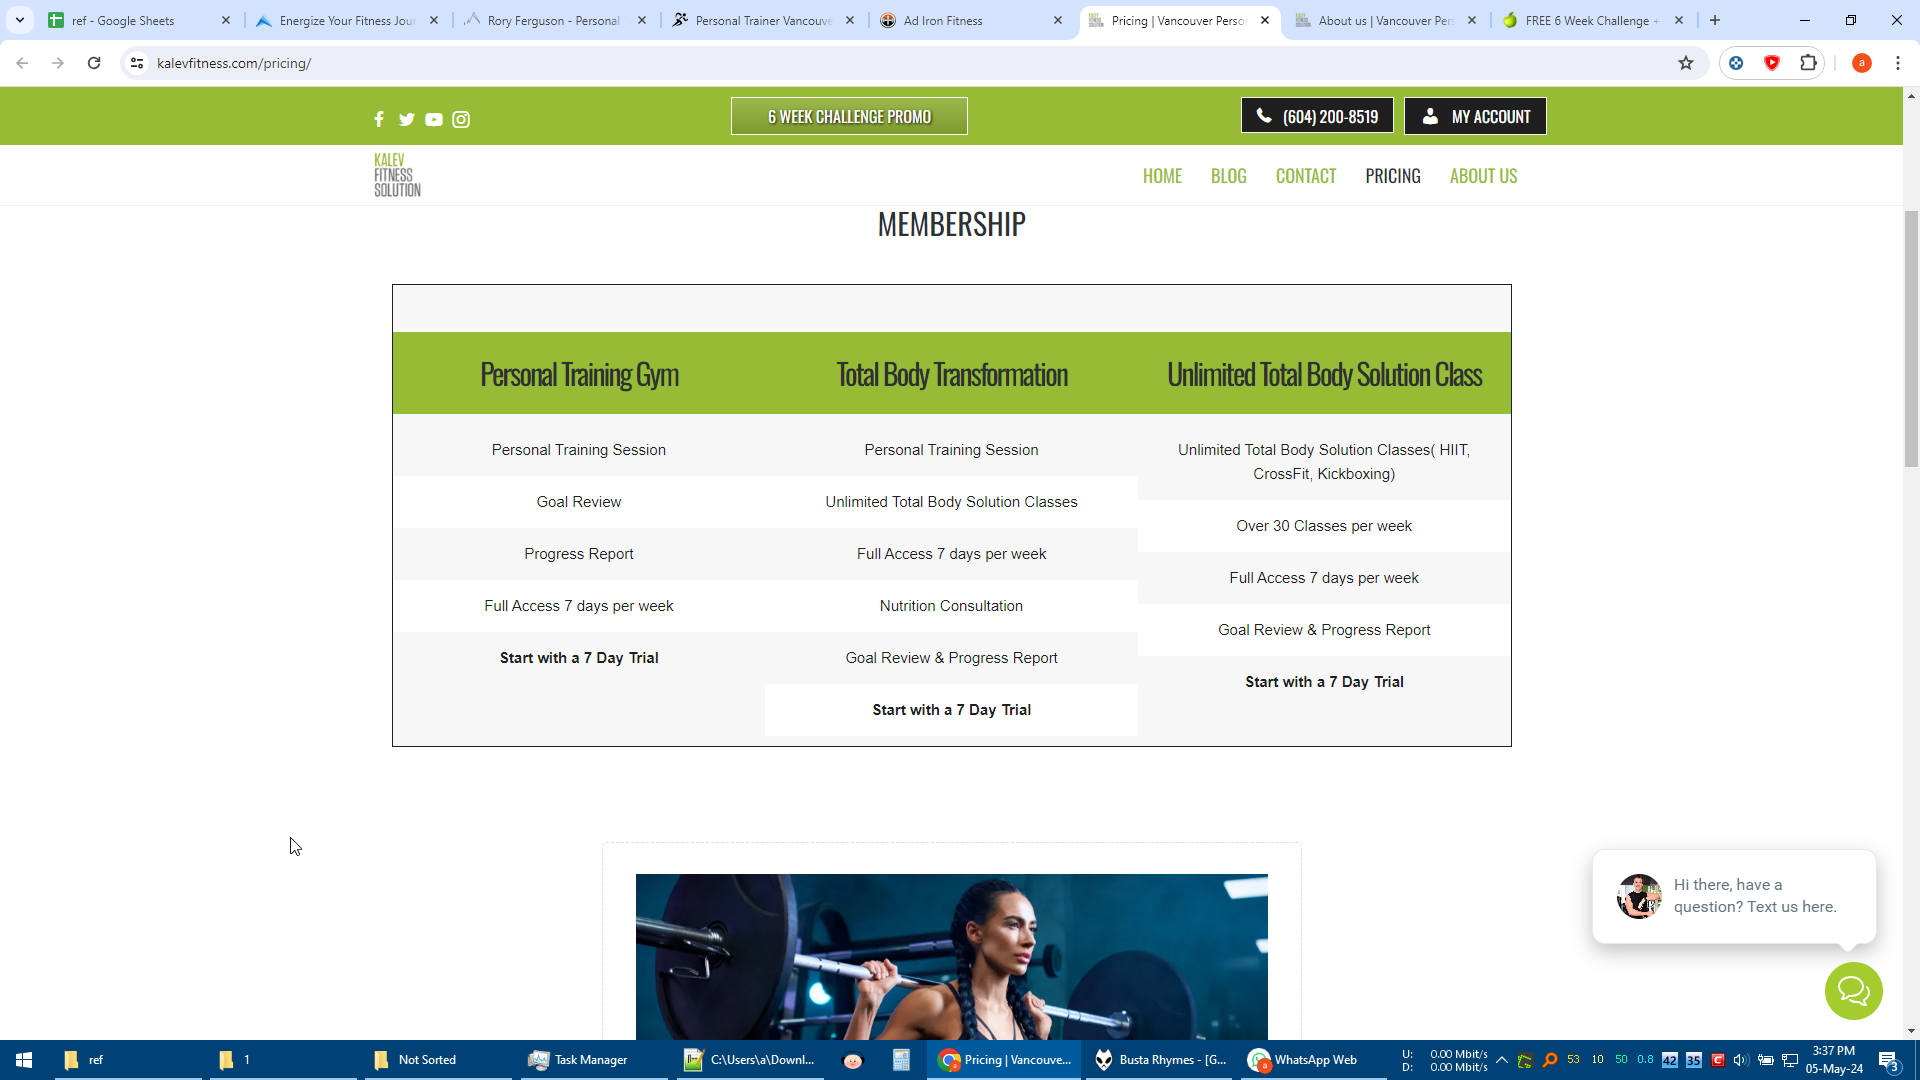 ref - Google Sheets
Energize Your Fitness Jour
Rory Ferguson - Personal
Personal Trainer Vancouve
Ad Iron Fitness
Pricing | Vancouver Perso
About us | Vancouver Pers
FREE 6 Week Challenge -
kalevfitness.com/pricing/
a
6 WEEK CHALLENGE PROMO
(604) 200-8519
MY ACCOUNT
KALEV
FITNESS
SOLUTION
HOME
BLOG
CONTACT
PRICING
ABOUT US
MEMBERSHIP
Personal Training Gym
Personal Training Session
Goal Review
Progress Report
Full Access 7 days per week
Start with a 7 Day Trial
Total Body Transformation
Personal Training Session
Unlimited Total Body Solution Classes
Full Access 7 days per week
Nutrition Consultation
Goal Review & Progress Report
Start with a 7 Day Trial
Unlimited Total Body Solution Class
Unlimited Total Body Solution Classes( HIIT,
CrossFit, Kickboxing)
Over 30 Classes per week
Full Access 7 days per week
Goal Review & Progress Report
Start with a 7 Day Trial
Hi there, have a
question? Text us here.
ref
1
Not Sorted
Task Manager
C:\Users\a\Downl...
Pricing | Vancouve...
Busta Rhymes - [G...
WhatsApp Web
U: 0.00 Mbit/s
D: 0.00 Mbit/s
53
10
50
0.8
42
35
3:37 PM
05-May-24
3